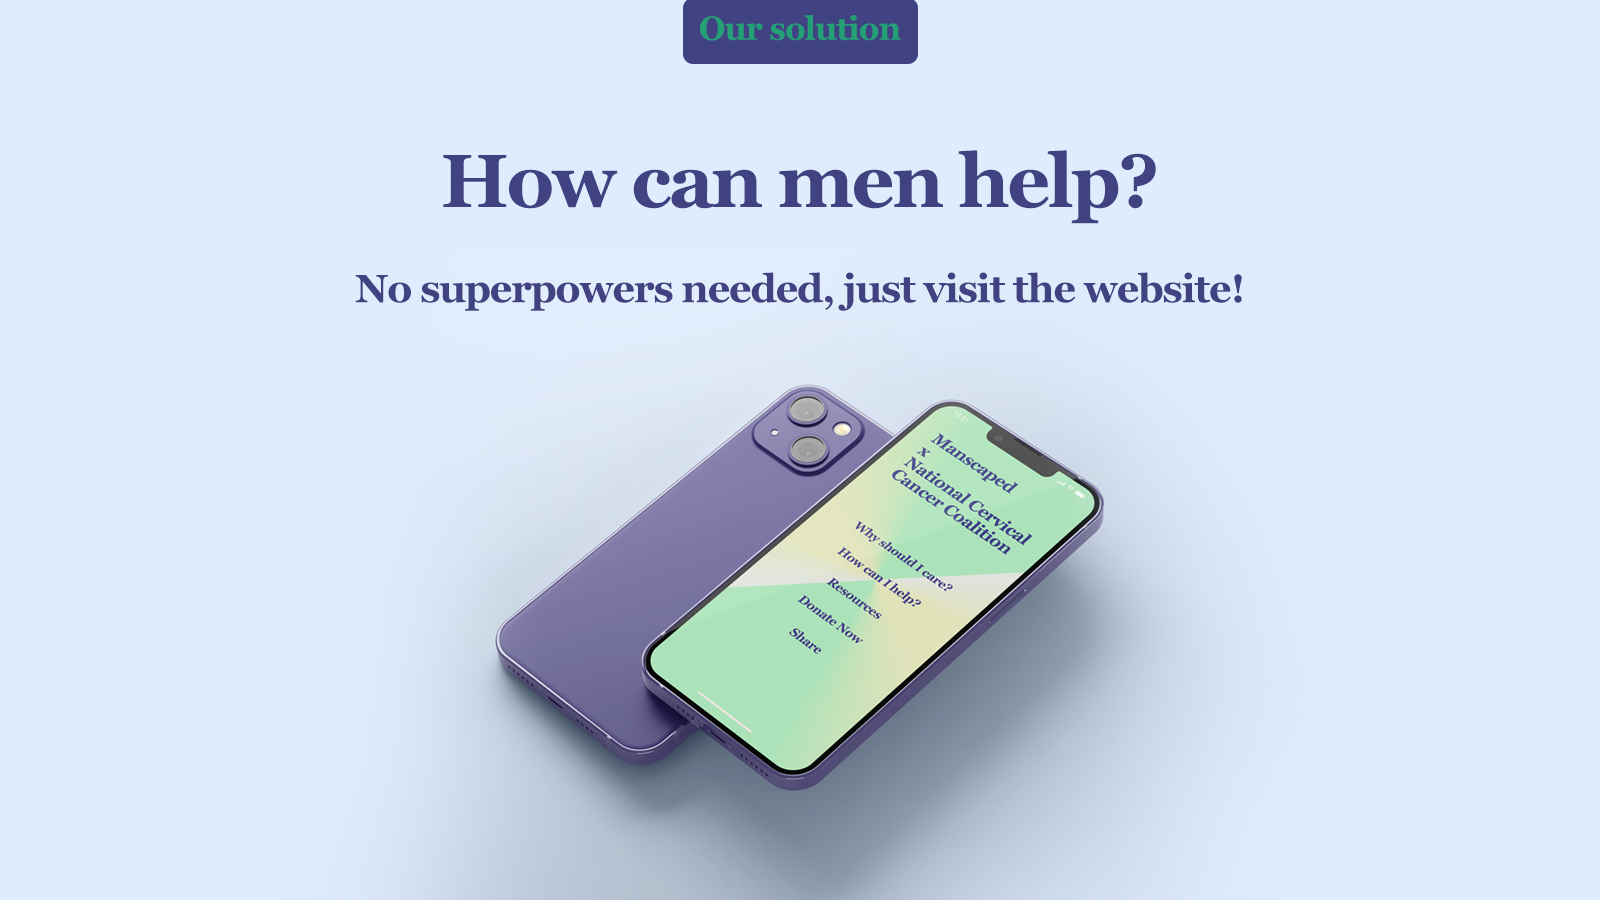 Our solution
How can men help?
No superpowers needed, just visit the website!
Manscaped
x
National Cervical
Cancer Coalition
Why should I care?
How can I help?
Resources
Donate Now
Share